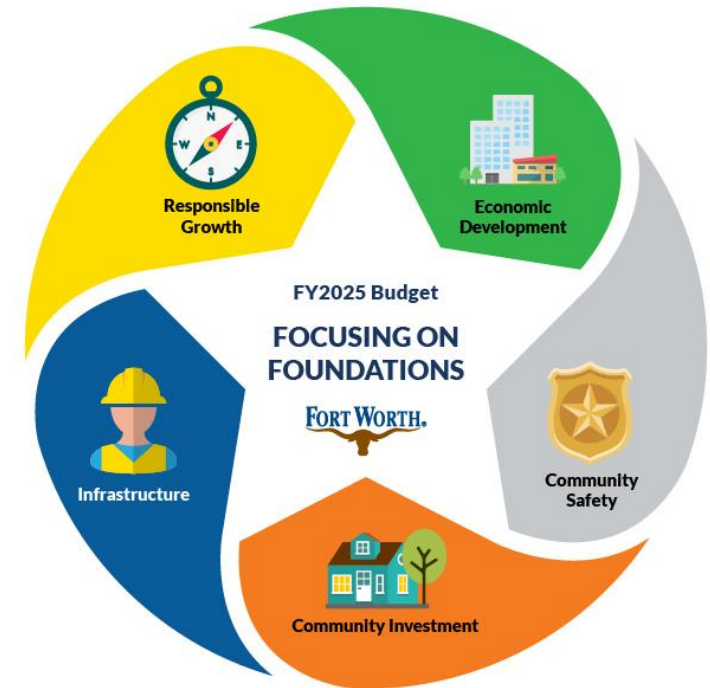 FY2025 Budget
FOCUSING ON
FOUNDATIONS
FORT WORTH®
Responsible
Growth
N
W
E
S
Economic
Development
Community
Safety
Community Investment
Infrastructure